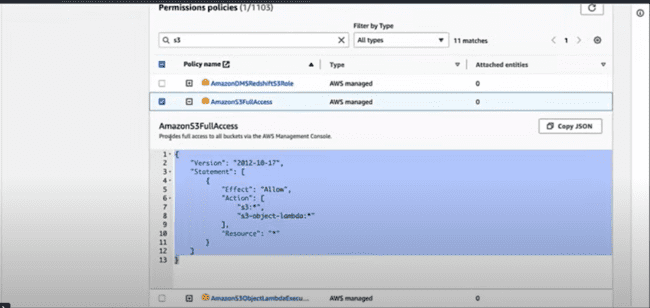 Permissions policies (1/1103)
Filter by Type
s3
All types
11 matches
1
Policy name
Type
Attached entities
AmazonDMSRedshiftS3Role
AWS managed
0
AmazonS3FullAccess
AWS managed
0
AmazonS3FullAccess
Copy JSON
Provides full access to all buckets via the AWS Management Console.
1 {
2 "Version": "2012-10-17",
3 "Statement": [
4 {
5 "Effect": "Allow",
6 "Action": [
7 "s3:*",
8 "s3-object-lambda:*"
9 ],
10 "Resource": "*"
11 }
12 ]
13 }
AmazonS3ObjectLambdaExecu...
AWS managed
0